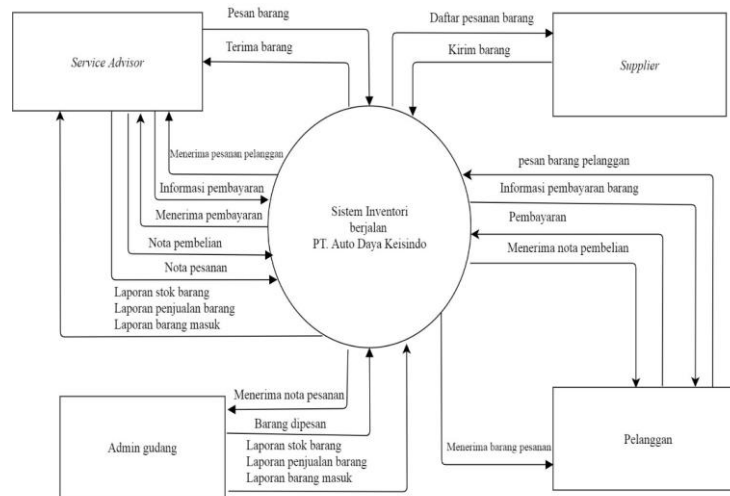 Pesan barang
Terima barang
Service Advisor
Daftar pesanan barang
Kirim barang
Supplier
Menerima pesanan pelanggan
Informasi pembayaran
Menerima pembayaran
Nota pembelian
Nota pesanan
Laporan stok barang
Laporan penjualan barang
Laporan barang masuk
Sistem Inventori
berjalan
PT. Auto Daya Keisindo
pesan barang pelanggan
Informasi pembayaran barang
Pembayaran
Menerima nota pembelian
Menerima nota pesanan
Barang dipesan
Laporan stok barang
Laporan penjualan barang
Laporan barang masuk
Admin gudang
Menerima barang pesanan
Pelanggan